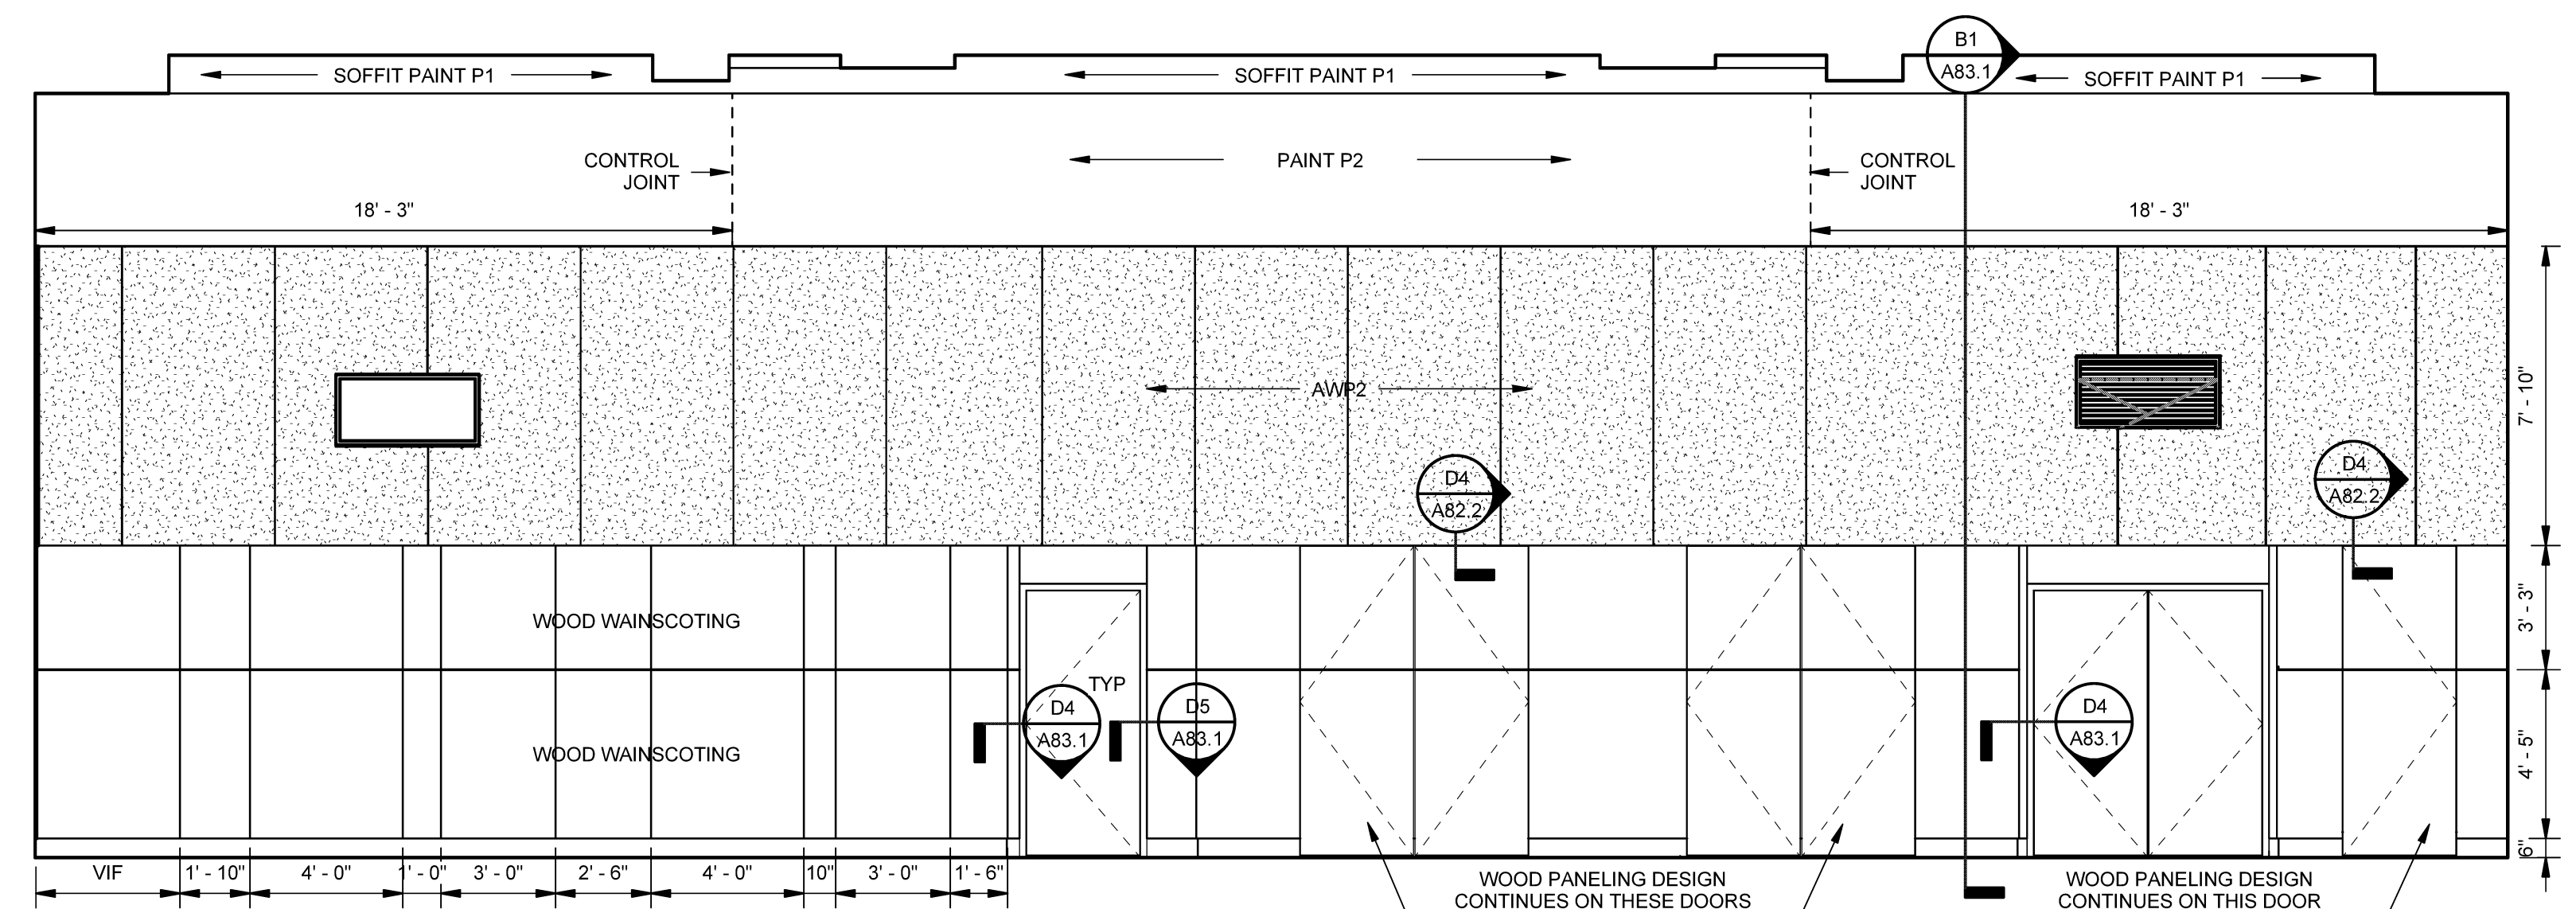 B1
A83.1
SOFFIT PAINT P1
SOFFIT PAINT P1
SOFFIT PAINT P1
CONTROL
JOINT
PAINT P2
CONTROL
JOINT
18' - 3"
18' - 3"
7' - 10"
AWP2
D4
A82.2
D4
A82.2
3' - 3"
WOOD WAINSCOTING
TYP
D4
A83.1
D5
A83.1
D4
A83.1
WOOD WAINSCOTING
4' - 5"
6"
VIF
1' - 10"
4' - 0"
1' - 0"
3' - 0"
2' - 6"
4' - 0"
10"
3' - 0"
1' - 6"
WOOD PANELING DESIGN
CONTINUES ON THESE DOORS
WOOD PANELING DESIGN
CONTINUES ON THIS DOOR